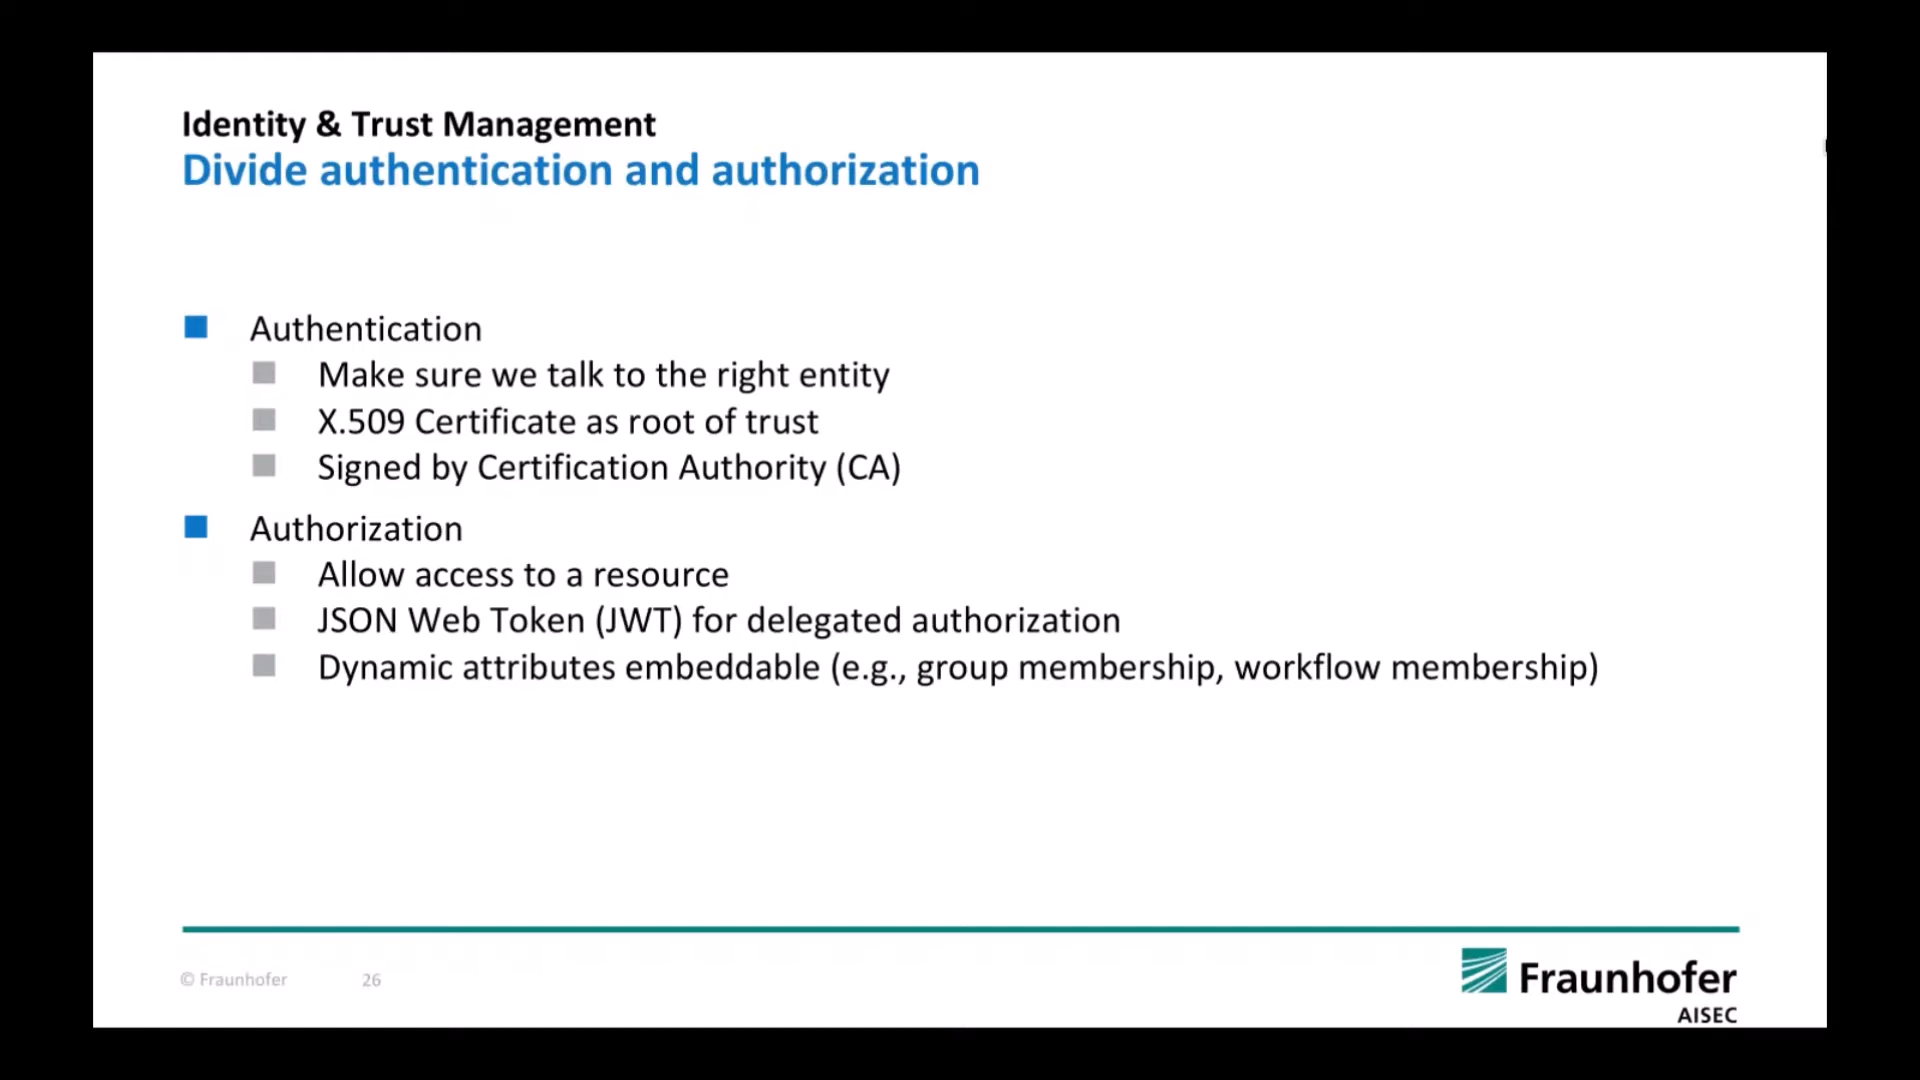 Identity & Trust Management
Divide authentication and authorization
Authentication
Make sure we talk to the right entity
X.509 Certificate as root of trust
Signed by Certification Authority (CA)
Authorization
Allow access to a resource
JSON Web Token (JWT) for delegated authorization
Dynamic attributes embeddable (e.g., group membership, workflow membership)
© Fraunhofer 26
Fraunhofer
AISEC